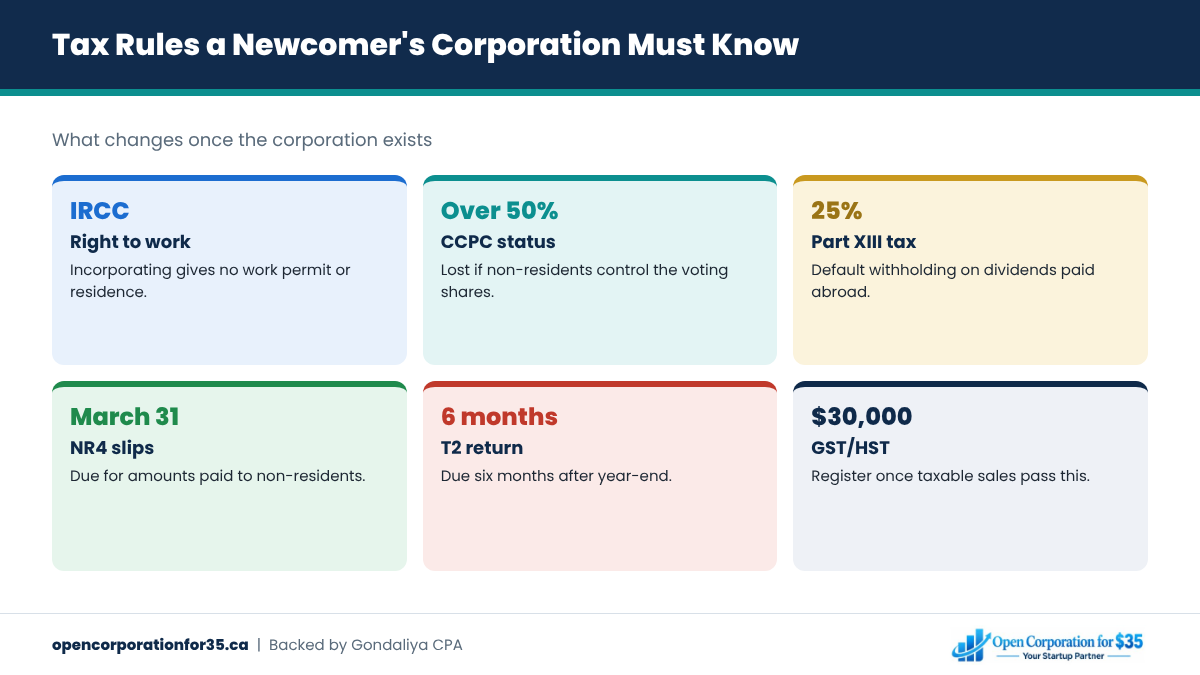 Tax Rules a Newcomer's Corporation Must Know
What changes once the corporation exists
IRCC
Right to work
Incorporating gives no work permit or
residence.
Over 50%
CCPC status
Lost if non-residents control the voting
shares.
25%
Part XIII tax
Default withholding on dividends paid
abroad.
March 31
NR4 slips
Due for amounts paid to non-residents.
6 months
T2 return
Due six months after year-end.
$30,000
GST/HST
Register once taxable sales pass this.
opencorporationfor35.ca | Backed by Gondaliya CPA
Open Corporation for $35
Your Startup Partner